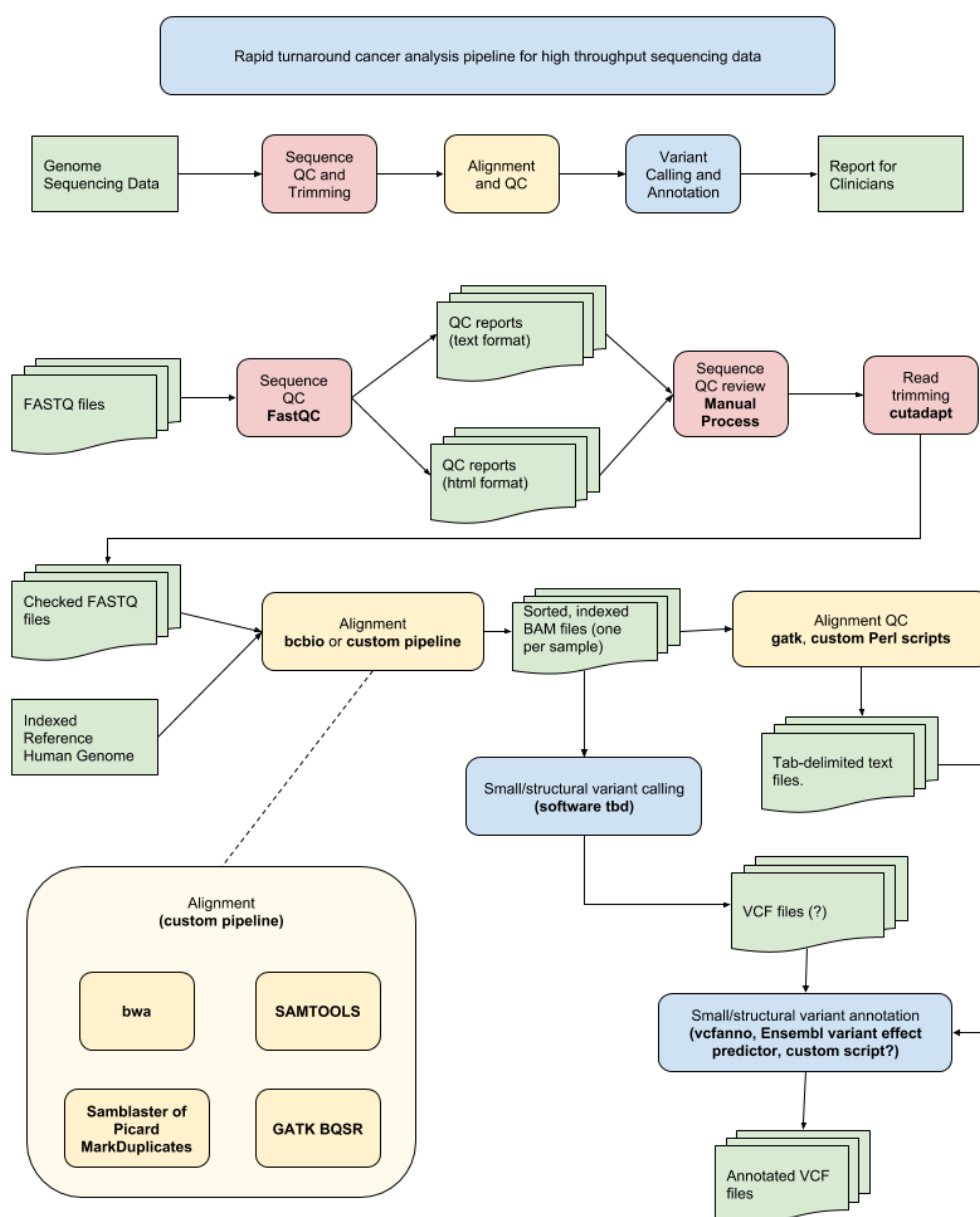 Rapid turnaround cancer analysis pipeline for high throughput sequencing data
Genome
Sequencing Data
Sequence
QC and
Trimming
Alignment
and QC
Variant
Calling and
Annotation
Report for
Clinicians
FASTQ files
Sequence
QC
FastQC
QC reports
(text format)
QC reports
(html format)
Sequence
QC review
Manual
Process
Read
trimming
cutadapt
Checked FASTQ
files
Indexed
Reference
Human Genome
Alignment
bcbio or custom pipeline
Sorted, indexed
BAM files (one
per sample)
Alignment QC
gatk, custom Perl scripts
Tab-delimited text
files.
Small/structural variant calling
(software tbd)
VCF files (?)
Small/structural variant annotation
(vcfanno, Ensembl variant effect
predictor, custom script?)
Annotated VCF
files
Alignment
(custom pipeline)
bwa
SAMTOOLS
Samblaster of
Picard
MarkDuplicates
GATK BQSR